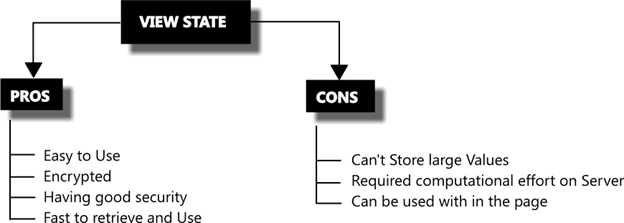 VIEW STATE
PROS
Easy to Use
Encrypted
Having good security
Fast to retrieve and Use
CONS
Can't Store large Values
Required computational effort on Server
Can be used with in the page